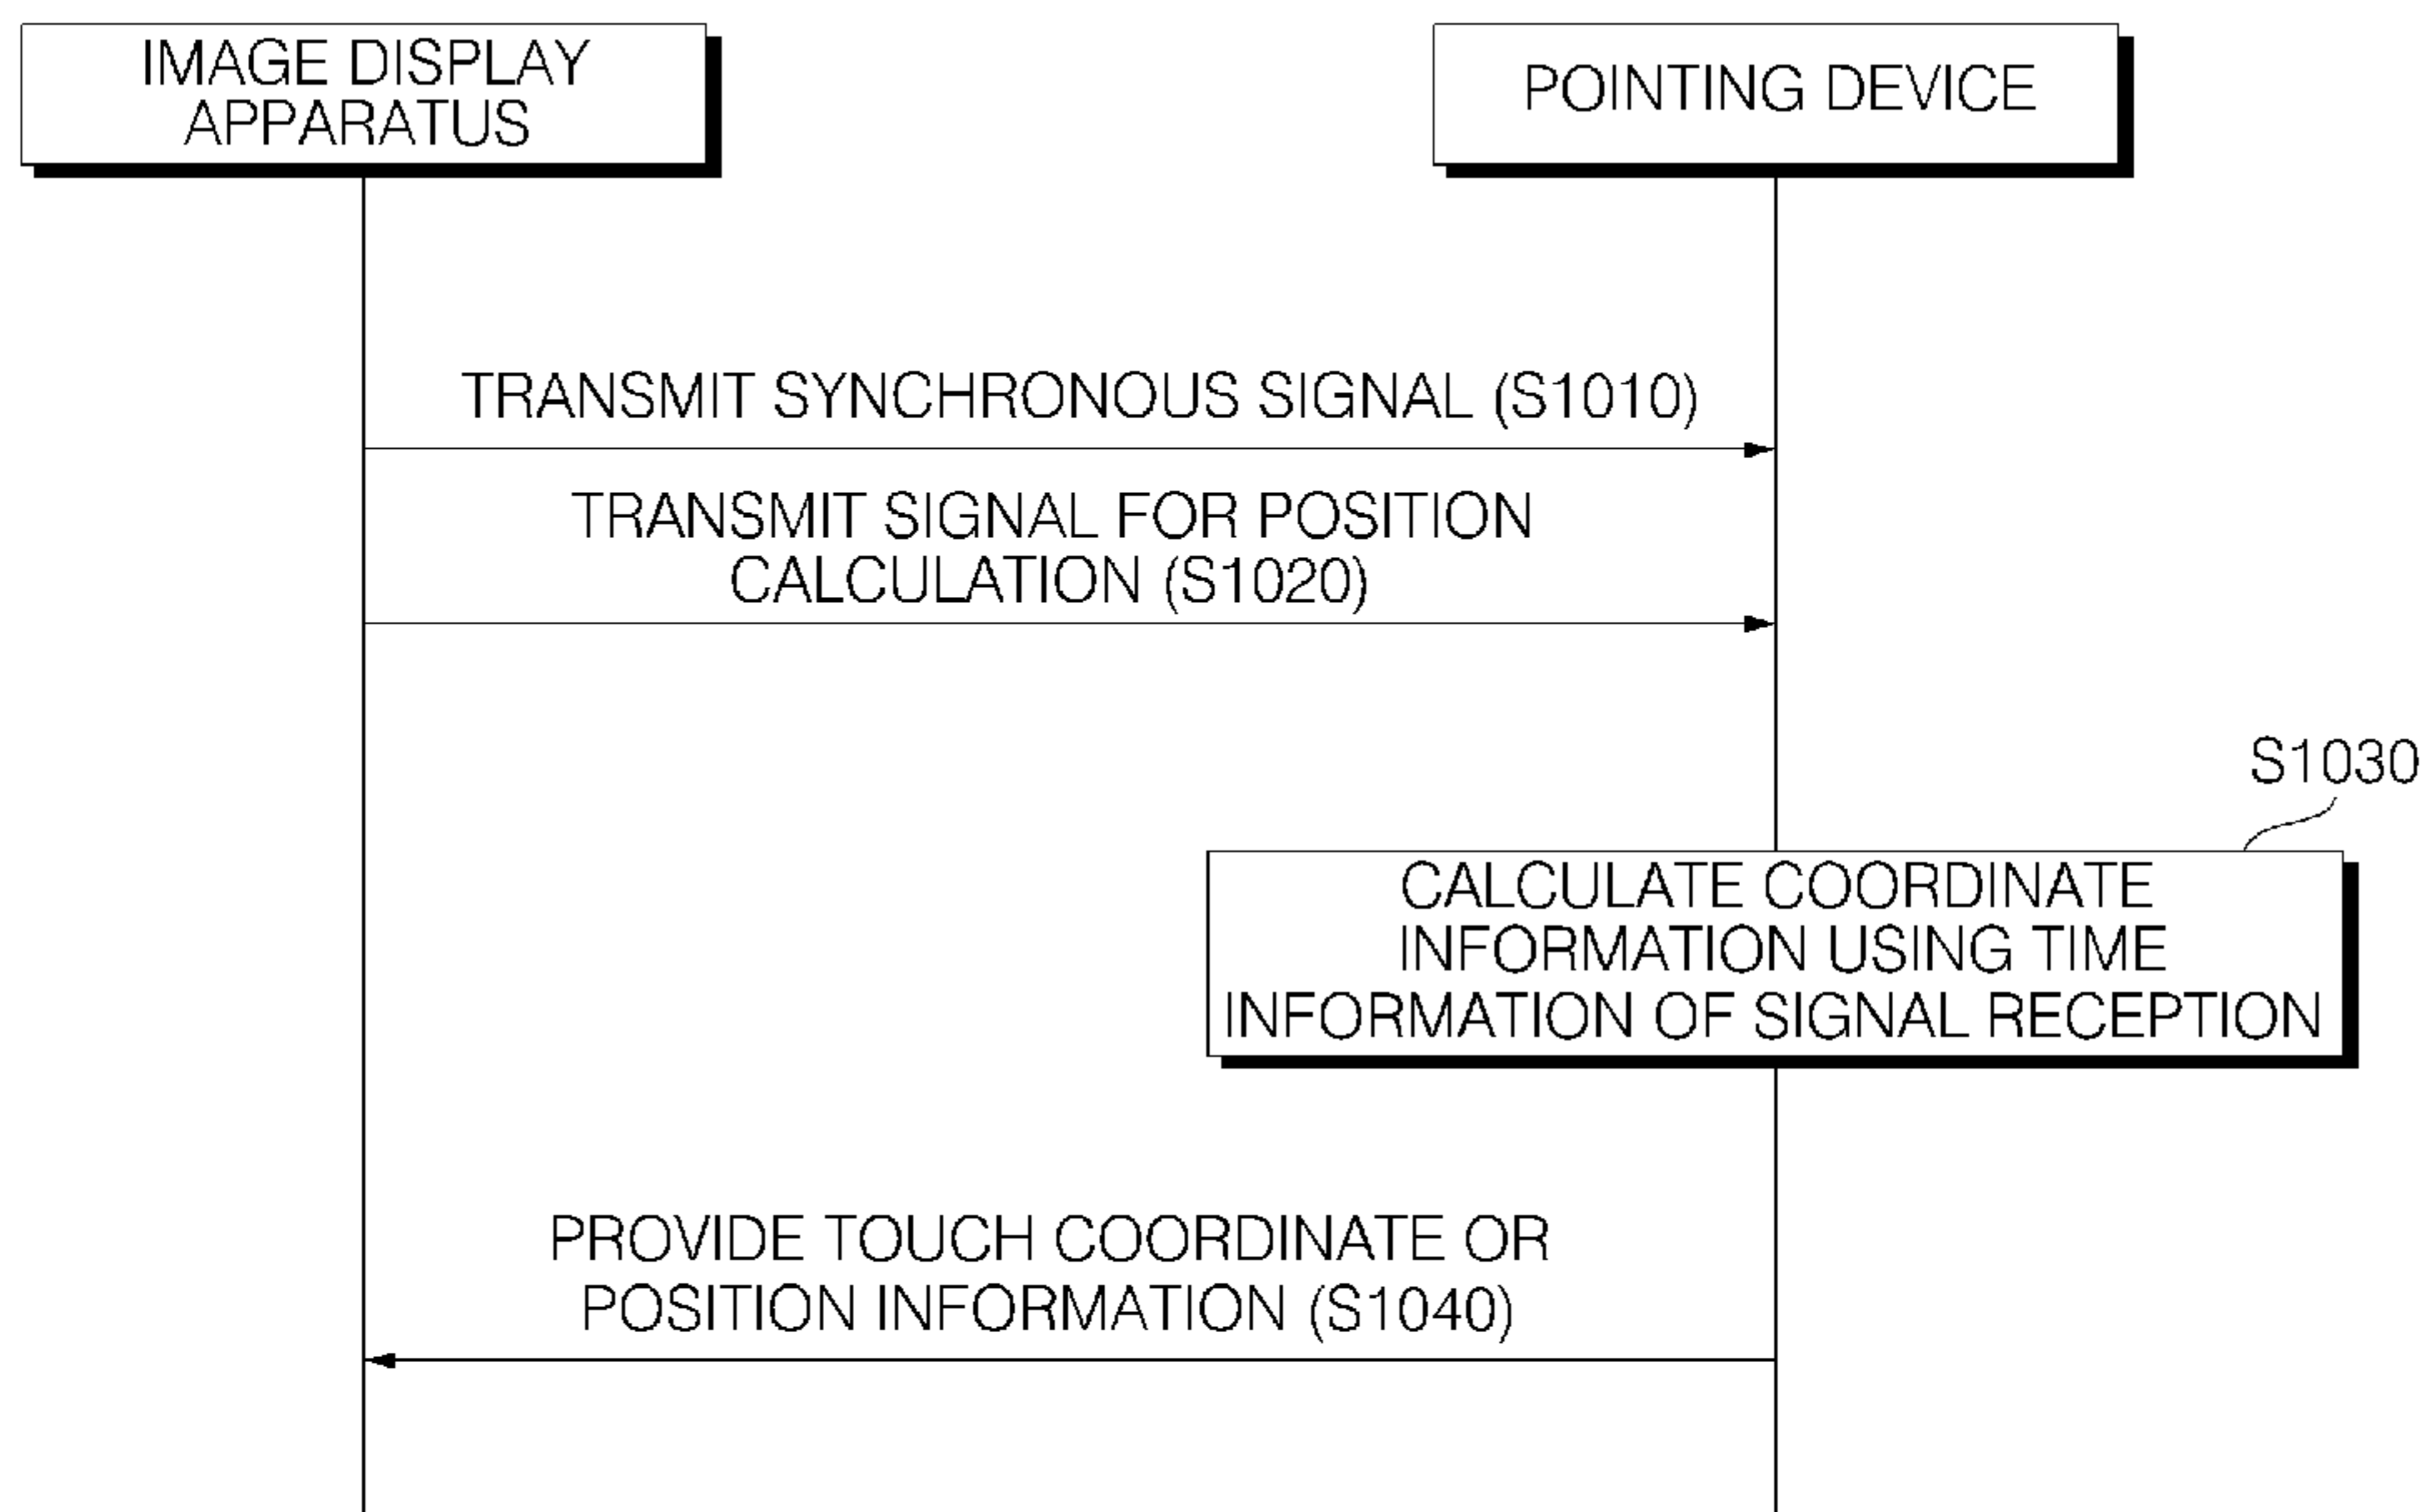 IMAGE DISPLAY
APPARATUS
POINTING DEVICE
TRANSMIT SYNCHRONOUS SIGNAL (S1010)
TRANSMIT SIGNAL FOR POSITION
CALCULATION (S1020)
S1030
CALCULATE COORDINATE
INFORMATION USING TIME
INFORMATION OF SIGNAL RECEPTION
PROVIDE TOUCH COORDINATE OR
POSITION INFORMATION (S1040)